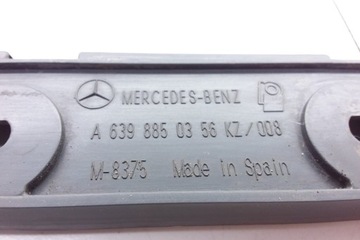 MERCEDES-BENZ
A 639 885 03 56 KZ/008
M-8375 Made in Spain